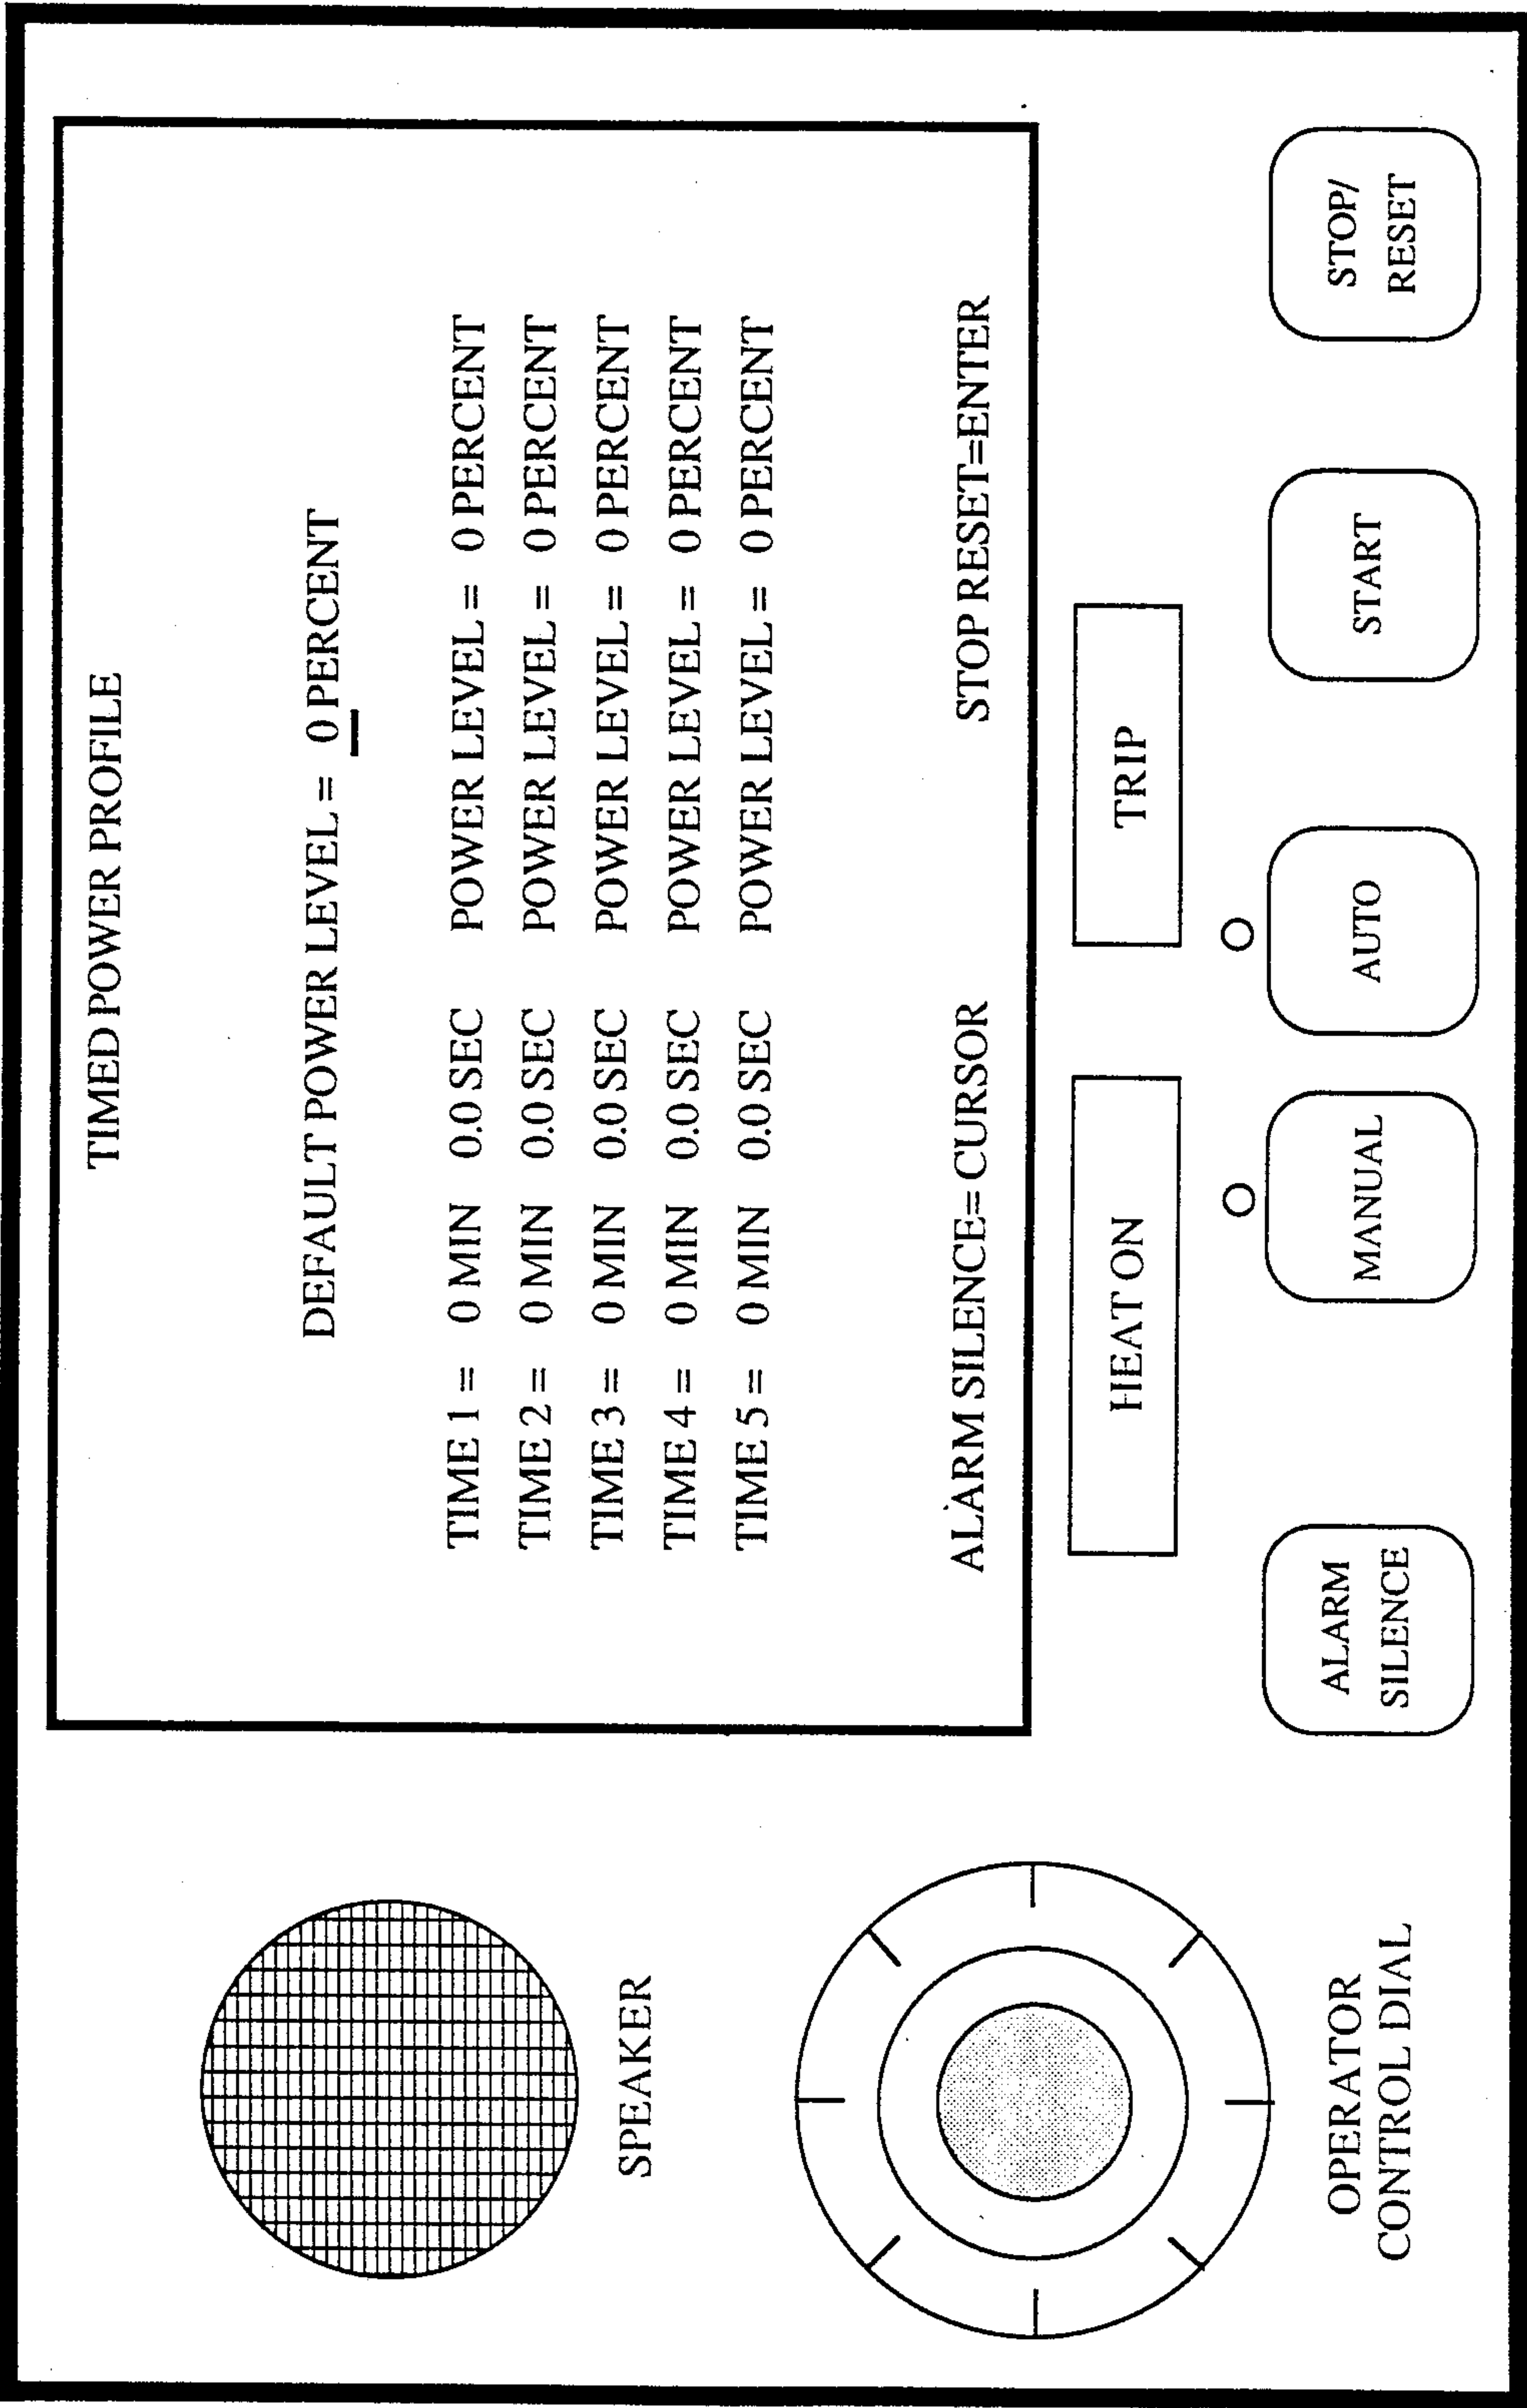 TIMED POWER PROFILE
DEFAULT POWER LEVEL = 0 PERCENT
TIME 1 = 0 MIN 0.0 SEC POWER LEVEL = 0 PERCENT
TIME 2 = 0 MIN 0.0 SEC POWER LEVEL = 0 PERCENT
TIME 3 = 0 MIN 0.0 SEC POWER LEVEL = 0 PERCENT
TIME 4 = 0 MIN 0.0 SEC POWER LEVEL = 0 PERCENT
TIME 5 = 0 MIN 0.0 SEC POWER LEVEL = 0 PERCENT
ALARM SILENCE= CURSOR STOP RESET=ENTER
SPEAKER
HEAT ON
TRIP
OPERATOR
CONTROL DIAL
ALARM
SILENCE
MANUAL
AUTO
START
STOP/
RESET